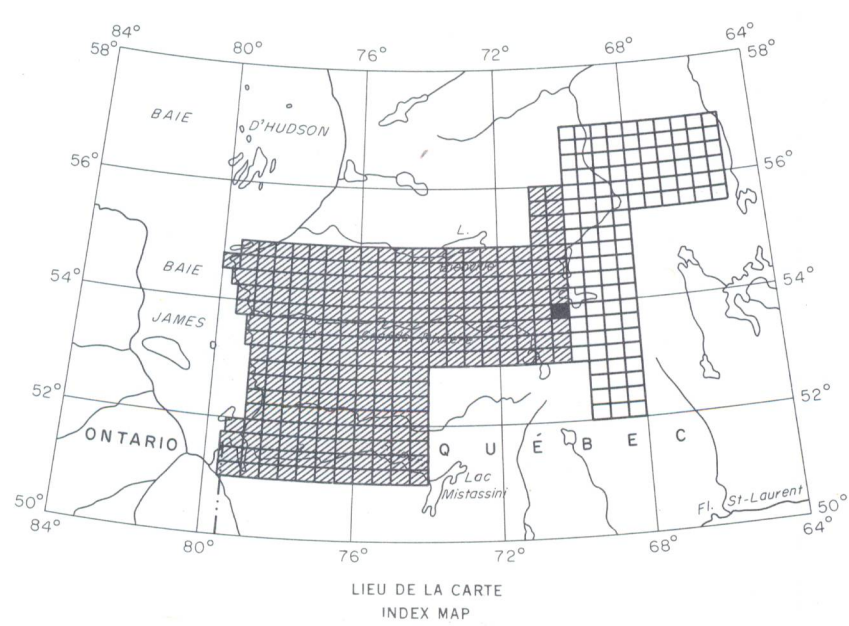 84° 80° 76° 72° 68° 64°
58° 58°
BAIE
D'HUDSON
56° 56°
L.
Bienville
BAIE
54° 54°
JAMES
52° 52°
ONTARIO
QUÉBEC
Lac
Mistassini
Fl. St-Laurent
50° 50°
84° 80° 76° 72° 68° 64°
LIEU DE LA CARTE
INDEX MAP